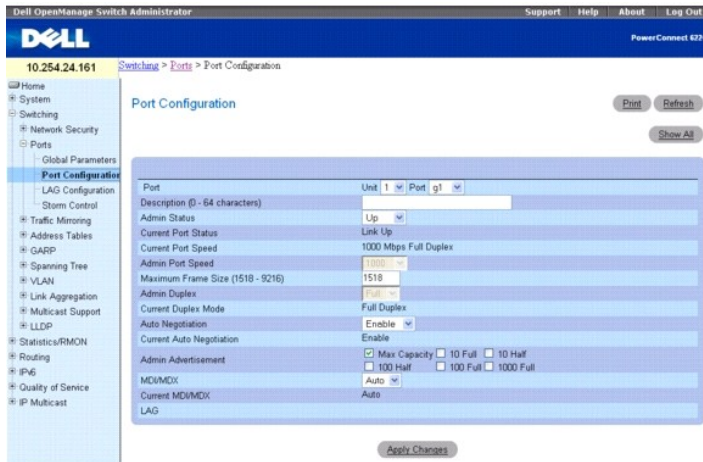 Dell OpenManage Switch Administrator
Support Help About Log Out
DELL
PowerConnect 622
10.254.24.161
Switching > Ports > Port Configuration
Home
System
Switching
Network Security
Ports
Global Parameters
Port Configuration
LAG Configuration
Storm Control
Traffic Mirroring
Address Tables
GARP
Spanning Tree
VLAN
Link Aggregation
Multicast Support
LLDP
Statistics/RMON
Routing
IPv6
Quality of Service
IP Multicast
Port Configuration
Print Refresh
Show All
Port Unit 1 Port g1
Description (0 - 64 characters)
Admin Status Up
Current Port Status Link Up
Current Port Speed 1000 Mbps Full Duplex
Admin Port Speed 1000
Maximum Frame Size (1518 - 9216) 1518
Admin Duplex Full
Current Duplex Mode Full Duplex
Auto Negotiation Enable
Current Auto Negotiation Enable
Admin Advertisement Max Capacity 10 Full 10 Half
100 Half 100 Full 1000 Full
MDI/MDX Auto
Current MDI/MDX Auto
LAG
Apply Changes